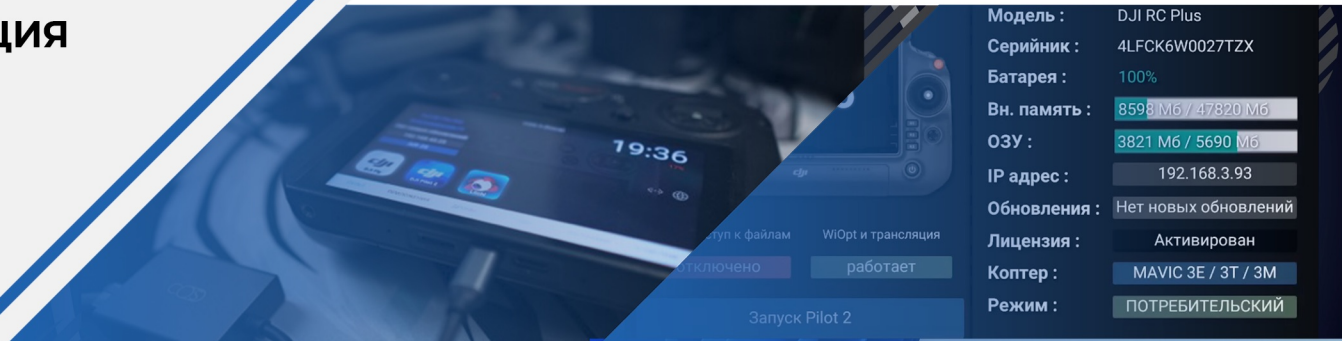 ция
19:36
Модель : DJI RC Plus
Серийник : 4LFCK6W0027TZX
Батарея : 100%
Вн. память : 8598 Мб / 47820 Мб
ОЗУ : 3821 Мб / 5690 Мб
IP адрес : 192.168.3.93
Обновления : Нет новых обновлений
Лицензия : Активирован
Коптер : MAVIC 3E / 3T / 3M
Режим : ПОТРЕБИТЕЛЬСКИЙ
туп к файлам WiOpt и трансляция
отключено работает
Запуск Pilot 2